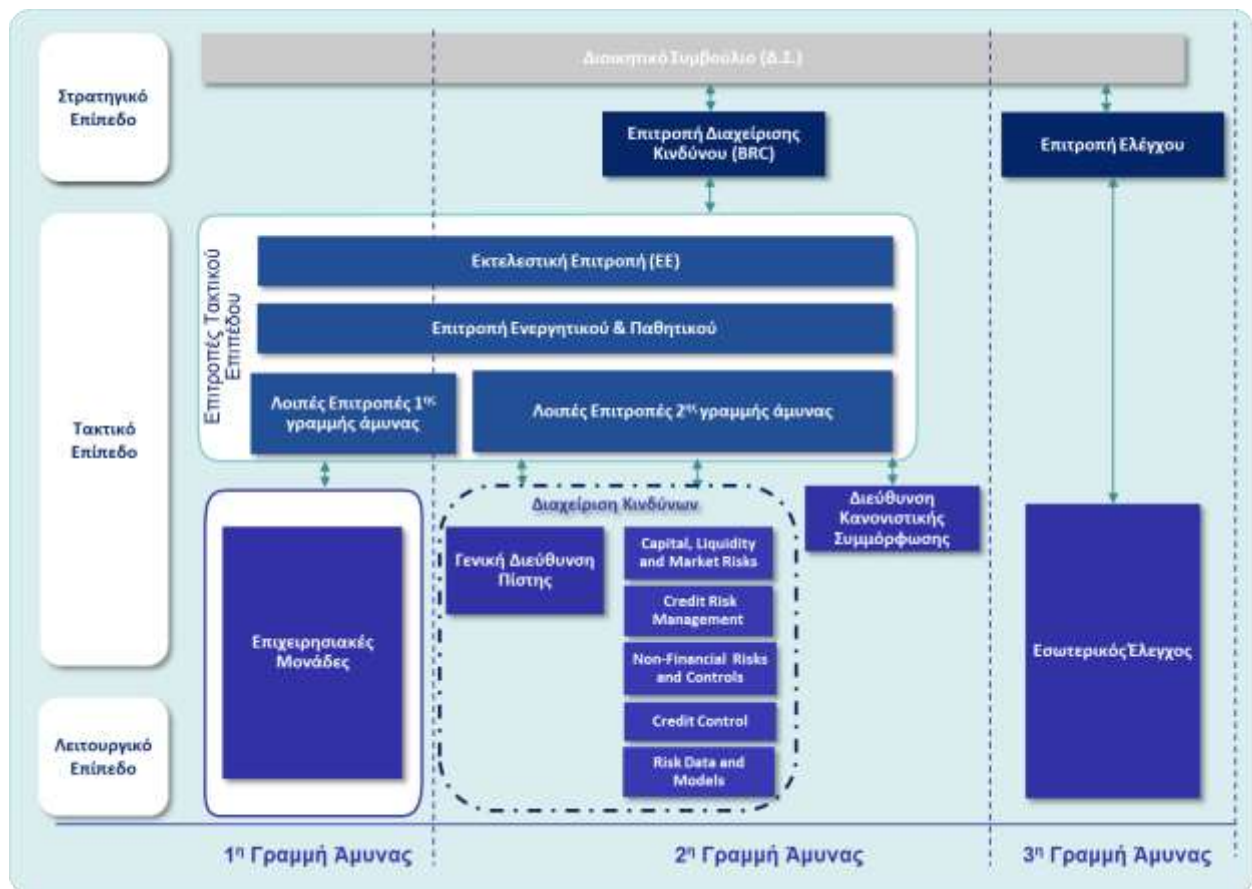 Διοικητικό Συμβούλιο (Δ.Σ.)
Στρατηγικό
Επίπεδο
Επιτροπή Διαχείρισης
Κινδύνου (BRC)
Επιτροπή Ελέγχου
Επιτροπές Τακτικού
Επιπέδου
Εκτελεστική Επιτροπή (ΕΕ)
Επιτροπή Ενεργητικού & Παθητικού
Λοιπές Επιτροπές 1ης
γραμμής άμυνας
Λοιπές Επιτροπές 2ης γραμμής άμυνας
Τακτικό
Επίπεδο
Διαχείριση Κινδύνων
Γενική Διεύθυνση
Πίστης
Capital, Liquidity
and Market Risks
Credit Risk
Management
Non-Financial Risks
and Controls
Credit Control
Risk Data and
Models
Διεύθυνση
Κανονιστικής
Συμμόρφωσης
Επιχειρησιακές
Μονάδες
Εσωτερικός Έλεγχος
Λειτουργικό
Επίπεδο
1η Γραμμή Άμυνας
2η Γραμμή Άμυνας
3η Γραμμή Άμυνας